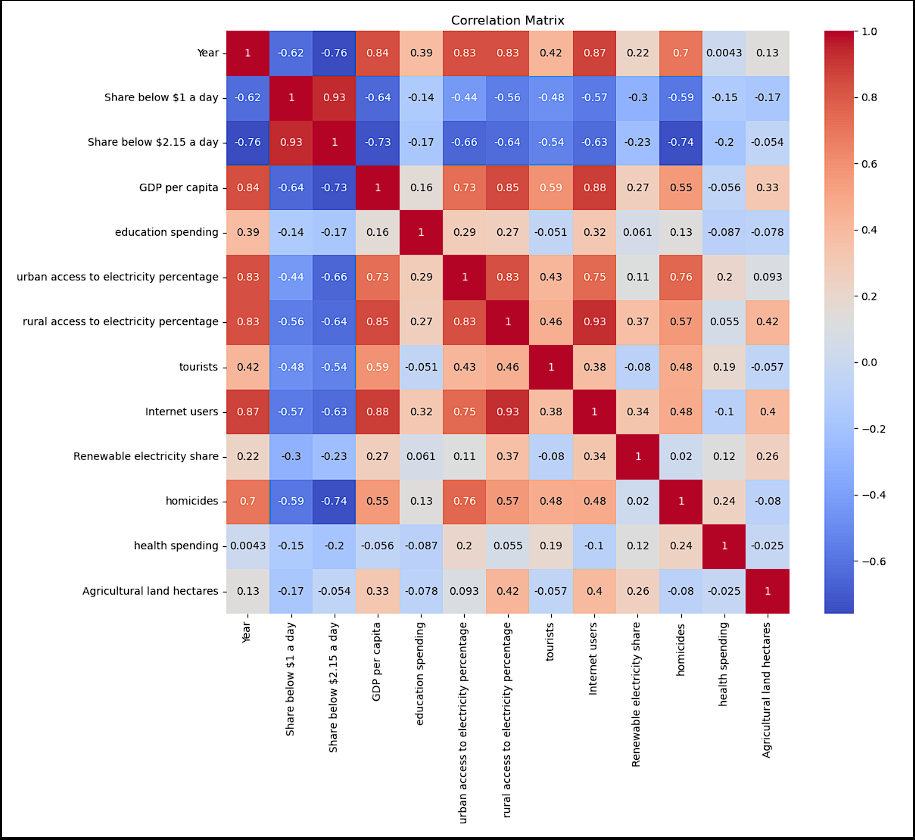 Correlation Matrix
Year 1 -0.62 -0.76 0.84 0.39 0.83 0.83 0.42 0.87 0.22 0.7 0.0043 0.13
Share below $1 a day -0.62 1 0.93 -0.64 -0.14 -0.44 -0.56 -0.48 -0.57 -0.3 -0.59 -0.15 -0.17
Share below $2.15 a day -0.76 0.93 1 -0.73 -0.17 -0.66 -0.64 -0.54 -0.63 -0.23 -0.74 -0.2 -0.054
GDP per capita 0.84 -0.64 -0.73 1 0.16 0.73 0.85 0.59 0.88 0.27 0.55 -0.056 0.33
education spending 0.39 -0.14 -0.17 0.16 1 0.29 0.27 -0.051 0.32 0.061 0.13 -0.087 -0.078
urban access to electricity percentage 0.83 -0.44 -0.66 0.73 0.29 1 0.83 0.43 0.75 0.11 0.76 0.2 0.093
rural access to electricity percentage 0.83 -0.56 -0.64 0.85 0.27 0.83 1 0.46 0.93 0.37 0.57 0.055 0.42
tourists 0.42 -0.48 -0.54 0.59 -0.051 0.43 0.46 1 0.38 -0.08 0.48 0.19 -0.057
Internet users 0.87 -0.57 -0.63 0.88 0.32 0.75 0.93 0.38 1 0.34 0.48 -0.1 0.4
Renewable electricity share 0.22 -0.3 -0.23 0.27 0.061 0.11 0.37 -0.08 0.34 1 0.02 0.12 0.26
homicides 0.7 -0.59 -0.74 0.55 0.13 0.76 0.57 0.48 0.48 0.02 1 0.24 -0.08
health spending 0.0043 -0.15 -0.2 -0.056 -0.087 0.2 0.055 0.19 -0.1 0.12 0.24 1 -0.025
Agricultural land hectares 0.13 -0.17 -0.054 0.33 -0.078 0.093 0.42 -0.057 0.4 0.26 -0.08 -0.025 1
Year
Share below $1 a day
Share below $2.15 a day
GDP per capita
education spending
urban access to electricity percentage
rural access to electricity percentage
tourists
Internet users
Renewable electricity share
homicides
health spending
Agricultural land hectares
1.0
0.8
0.6
0.4
0.2
0.0
−0.2
−0.4
−0.6